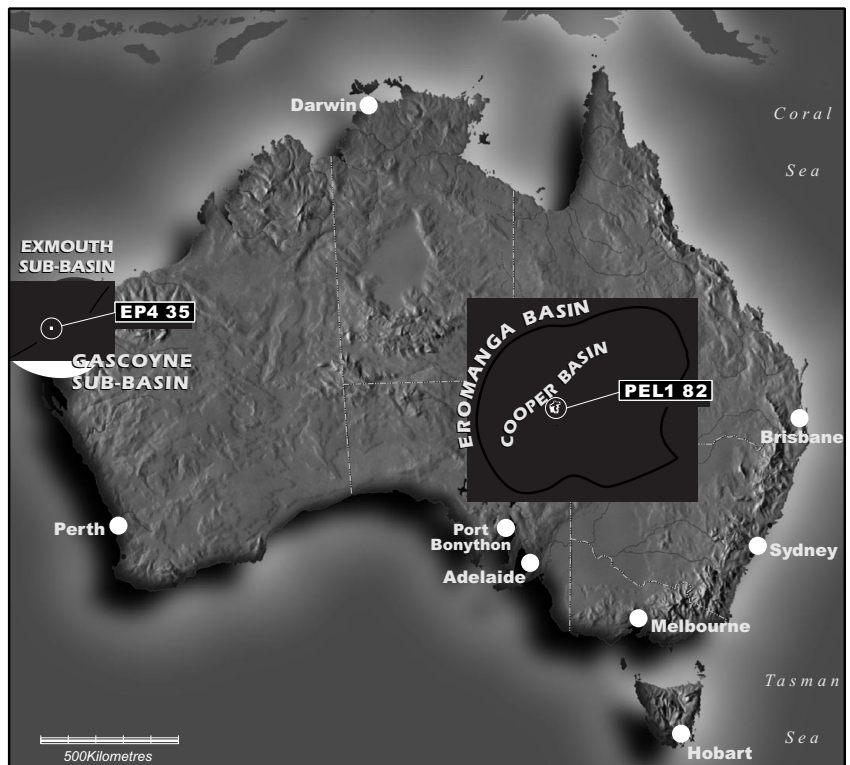 Darwin
Coral
Sea
EXMOUTH
SUB-BASIN
EP4 35
GASCOYNE
SUB-BASIN
EROMANGA BASIN
COOPER BASIN
PEL1 82
Brisbane
Perth
Port
Bonython
Adelaide
Sydney
Melbourne
Tasman
Sea
Hobart
500Kilometres